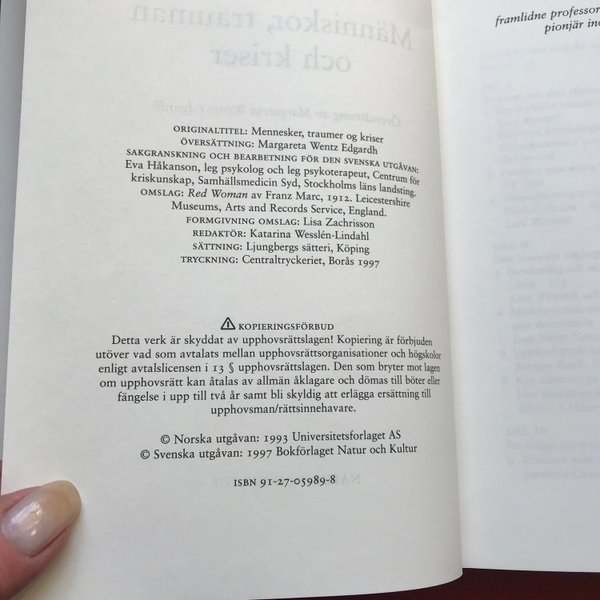 ORIGINALTITEL: Mennesker, traumer og kriser
ÖVERSÄTTNING: Margareta Wentz Edgardh
SAKGRANSKNING OCH BEARBETNING FÖR DEN SVENSKA UTGÅVAN:
Eva Håkanson, leg psykolog och leg psykoterapeut, Centrum för
kriskunskap, Samhällsmedicin Syd, Stockholms läns landsting.
OMSLAG: Red Woman av Franz Marc, 1912. Leicestershire
Museums, Arts and Records Service, England.
FORMGIVNING OMSLAG: Lisa Zachrisson
REDAKTÖR: Katarina Wesslén-Lindahl
SÄTTNING: Ljungbergs sätteri, Köping
TRYCKNING: Centraltryckeriet, Borås 1997
KOPIERINGSFÖRBUD
Detta verk är skyddat av upphovsrättslagen! Kopiering är förbjuden
utöver vad som avtalats mellan upphovsrättsorganisationer och högskolor
enligt avtalslicensen i 13 § upphovsrättslagen. Den som bryter mot lagen
om upphovsrätt kan åtalas av allmän åklagare och dömas till böter eller
fängelse i upp till två år samt bli skyldig att erlägga ersättning till
upphovsman/rättsinnehavare.
© Norska utgåvan: 1993 Universitetsforlaget AS
© Svenska utgåvan: 1997 Bokförlaget Natur och Kultur
ISBN 91-27-05989-8
framlidne professor
pionjär in